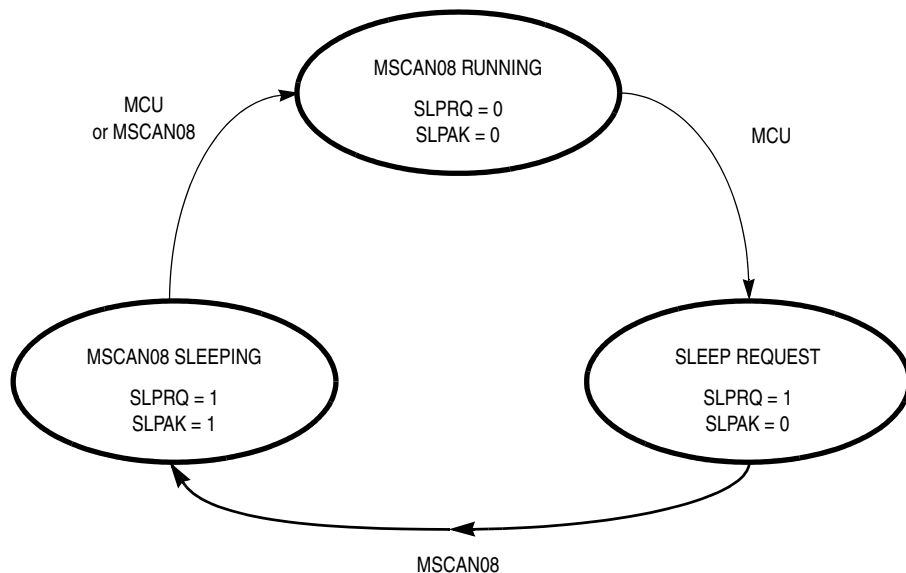 MSCAN08 RUNNING
SLPRQ = 0
SLPAK = 0
MCU
or MSCAN08
MCU
MSCAN08 SLEEPING
SLPRQ = 1
SLPAK = 1
SLEEP REQUEST
SLPRQ = 1
SLPAK = 0
MSCAN08